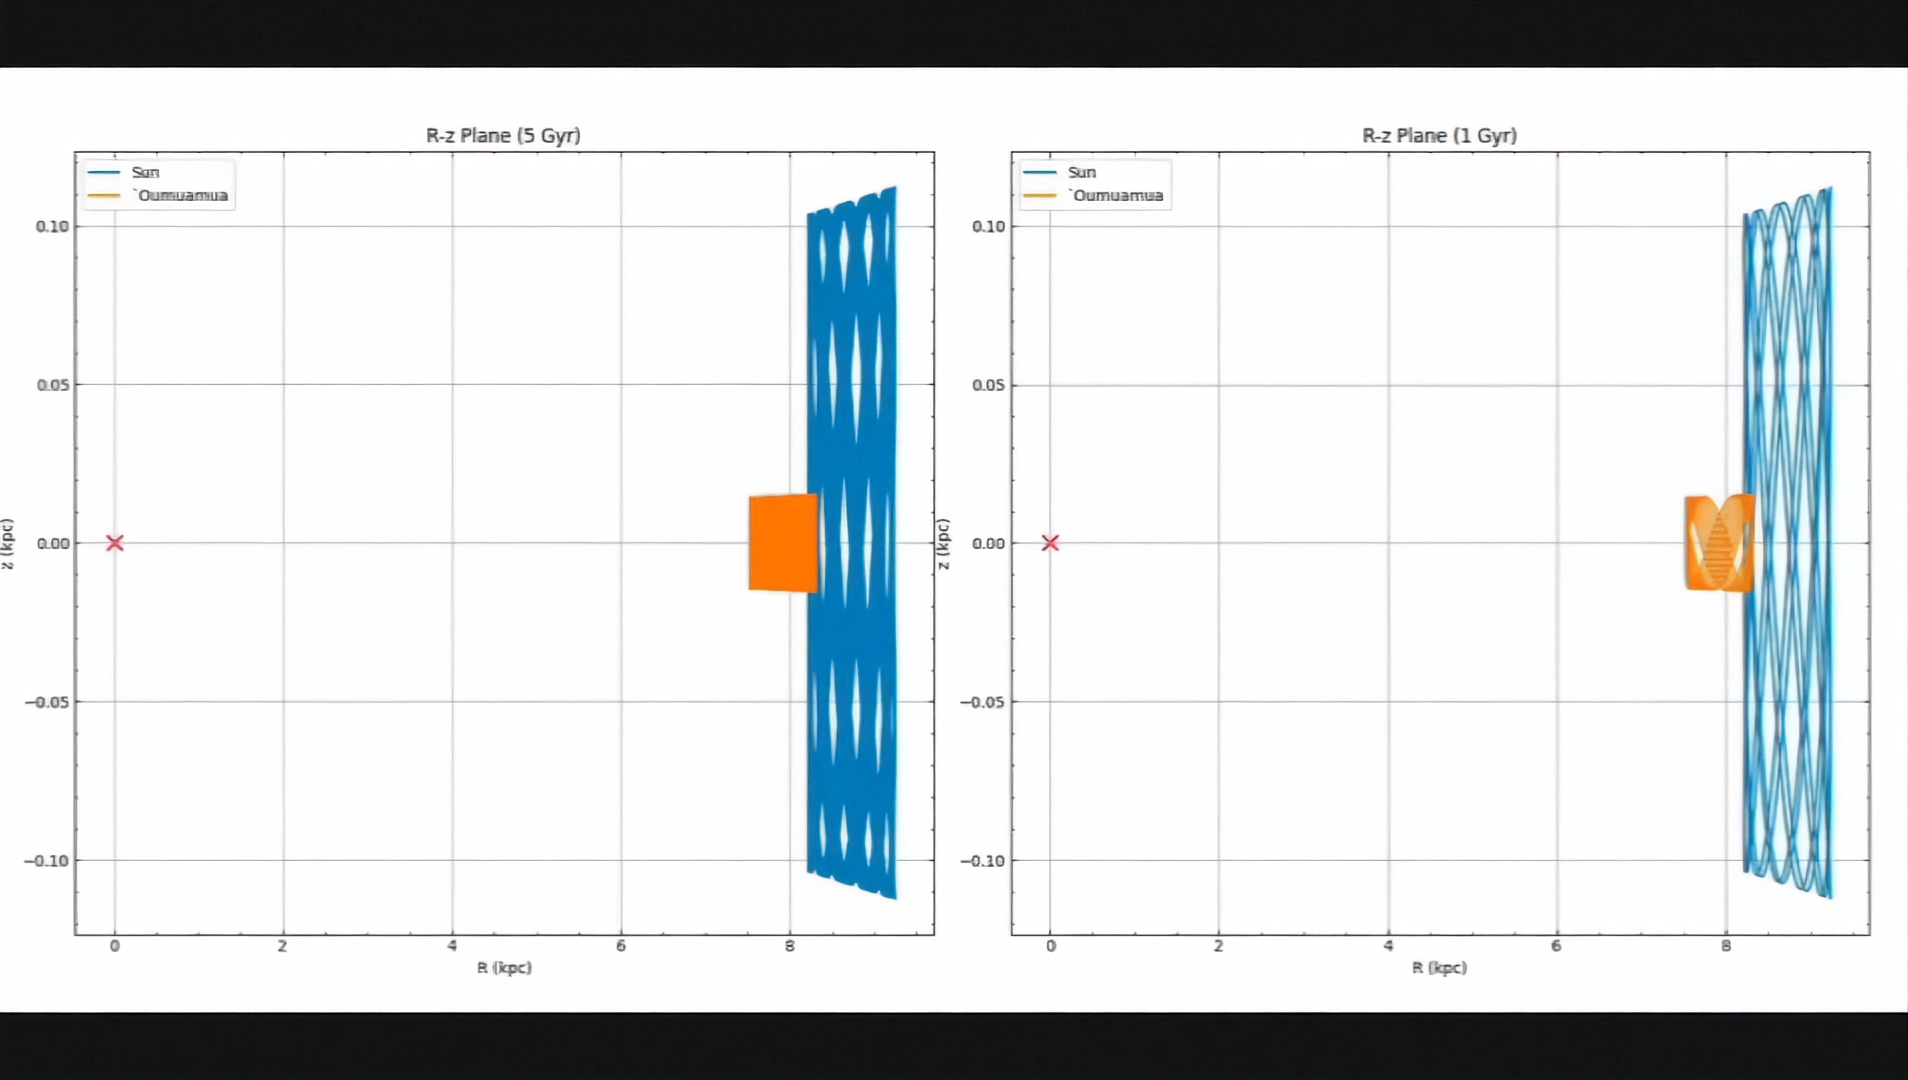 R-z Plane (5 Gyr)
Sun
`Oumuamua
0.10
0.05
0.00
−0.05
−0.10
z (kpc)
0 2 4 6 8
R (kpc)
R-z Plane (1 Gyr)
Sun
`Oumuamua
0.10
0.05
0.00
−0.05
−0.10
z (kpc)
0 2 4 6 8
R (kpc)